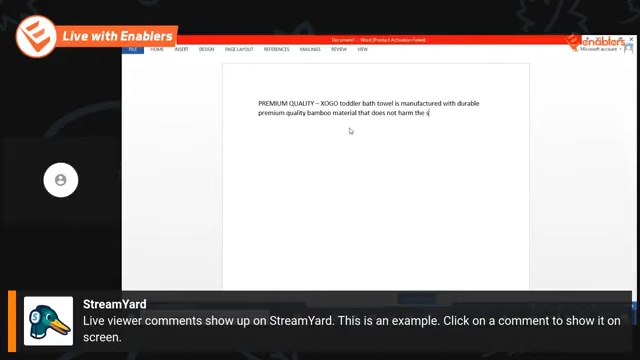 Live with Enablers
Document1 - Word (Product Activation Failed)
enablers
Microsoft account
FILE HOME INSERT DESIGN PAGE LAYOUT REFERENCES MAILINGS REVIEW VIEW
PREMIUM QUALITY – XOGO toddler bath towel is manufactured with durable
premium quality bamboo material that does not harm the s
StreamYard
Live viewer comments show up on StreamYard. This is an example. Click on a comment to show it on
screen.